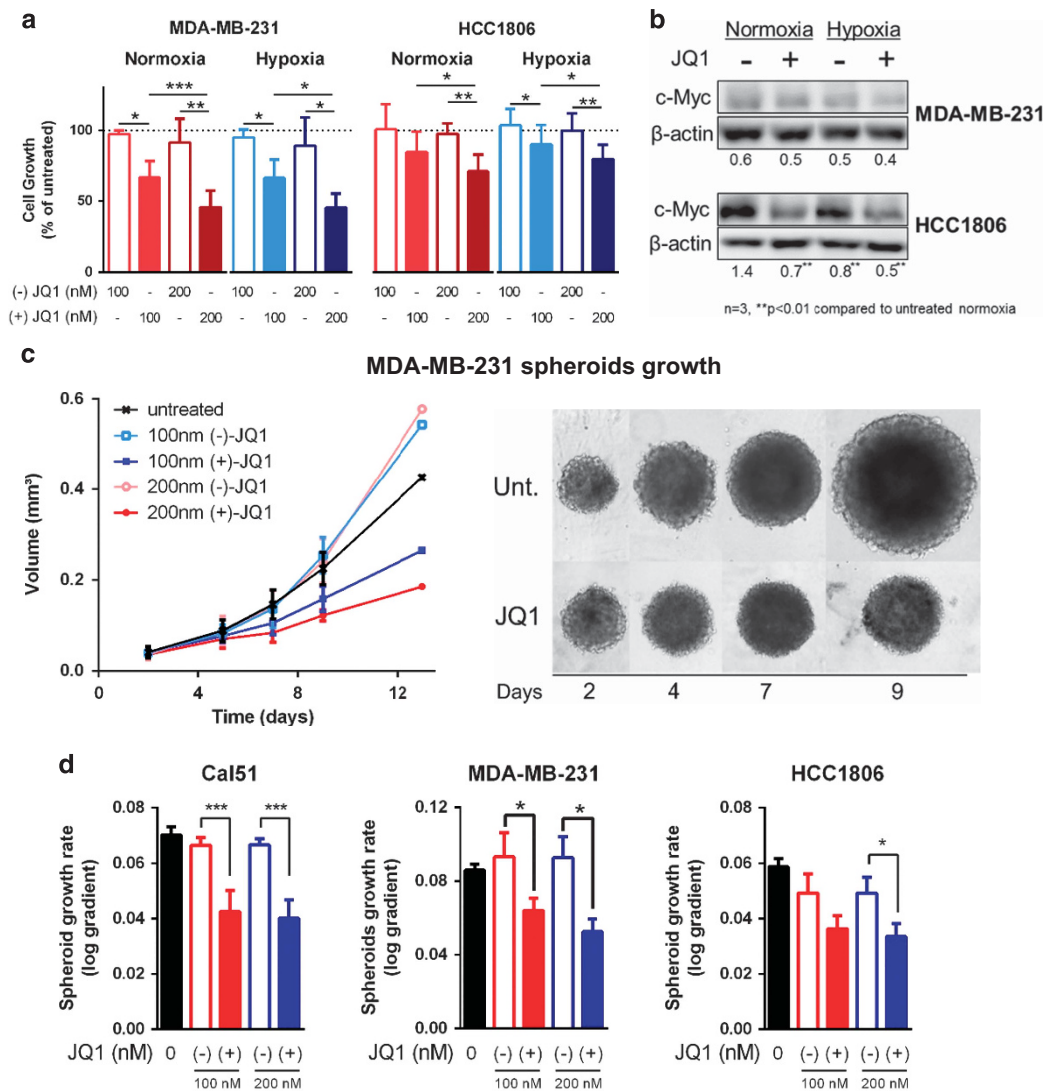 a
MDA-MB-231
HCC1806
Normoxia
Hypoxia
Normoxia
Hypoxia
*
***
**
*
*
*
*
**
*
*
**
Cell Growth
(% of untreated)
100
50
0
(-) JQ1 (nM) 100 - 200 - 100 - 200 - 100 - 200 - 100 - 200 -
(+) JQ1 (nM) - 100 - 200 - 100 - 200 - 100 - 200 - 100 - 200
b
Normoxia Hypoxia
JQ1 - + - +
c-Myc
MDA-MB-231
β-actin
0.6 0.5 0.5 0.4
c-Myc
HCC1806
β-actin
1.4 0.7** 0.8** 0.5**
n=3, **p<0.01 compared to untreated normoxia
c
MDA-MB-231 spheroids growth
untreated
100nm (-)-JQ1
100nm (+)-JQ1
200nm (-)-JQ1
200nm (+)-JQ1
Volume (mm³)
0.6
0.4
0.2
0.0
0 4 8 12
Time (days)
Unt.
JQ1
Days 2 4 7 9
d
Cal51
Spheroid growth rate
(log gradient)
0.08
0.06
0.04
0.02
0.00
*** ***
JQ1 (nM) 0 (-) (+) (-) (+)
100 nM 200 nM
MDA-MB-231
Spheroids growth rate
(log gradient)
0.12
0.08
0.04
0.00
* *
JQ1 (nM) 0 (-) (+) (-) (+)
100 nM 200 nM
HCC1806
Spheroid growth rate
(log gradient)
0.08
0.06
0.04
0.02
0.00
*
JQ1 (nM) 0 (-) (+) (-) (+)
100 nM 200 nM